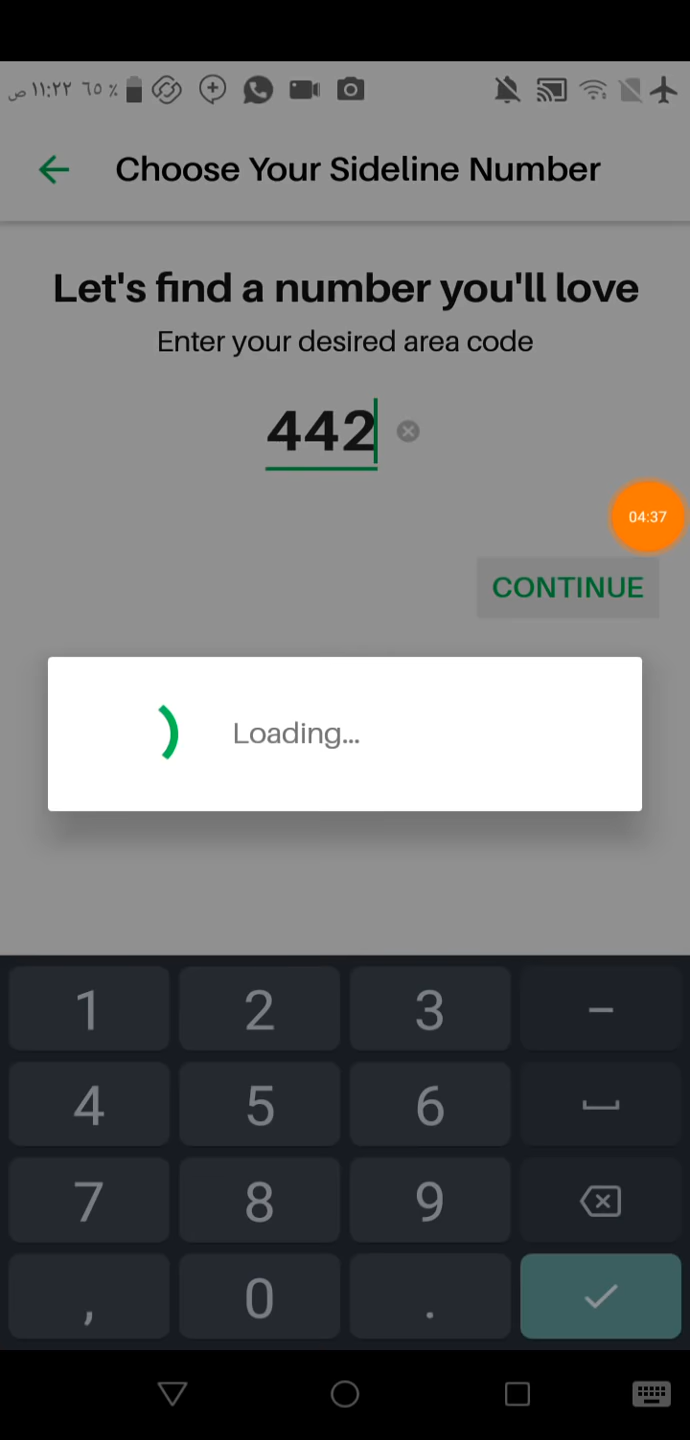 ص ١١:٢٢ ٦٥ %
Choose Your Sideline Number
Let's find a number you'll love
Enter your desired area code
442
04:37
CONTINUE
Loading...
1 2 3 –
4 5 6
7 8 9
, 0 .